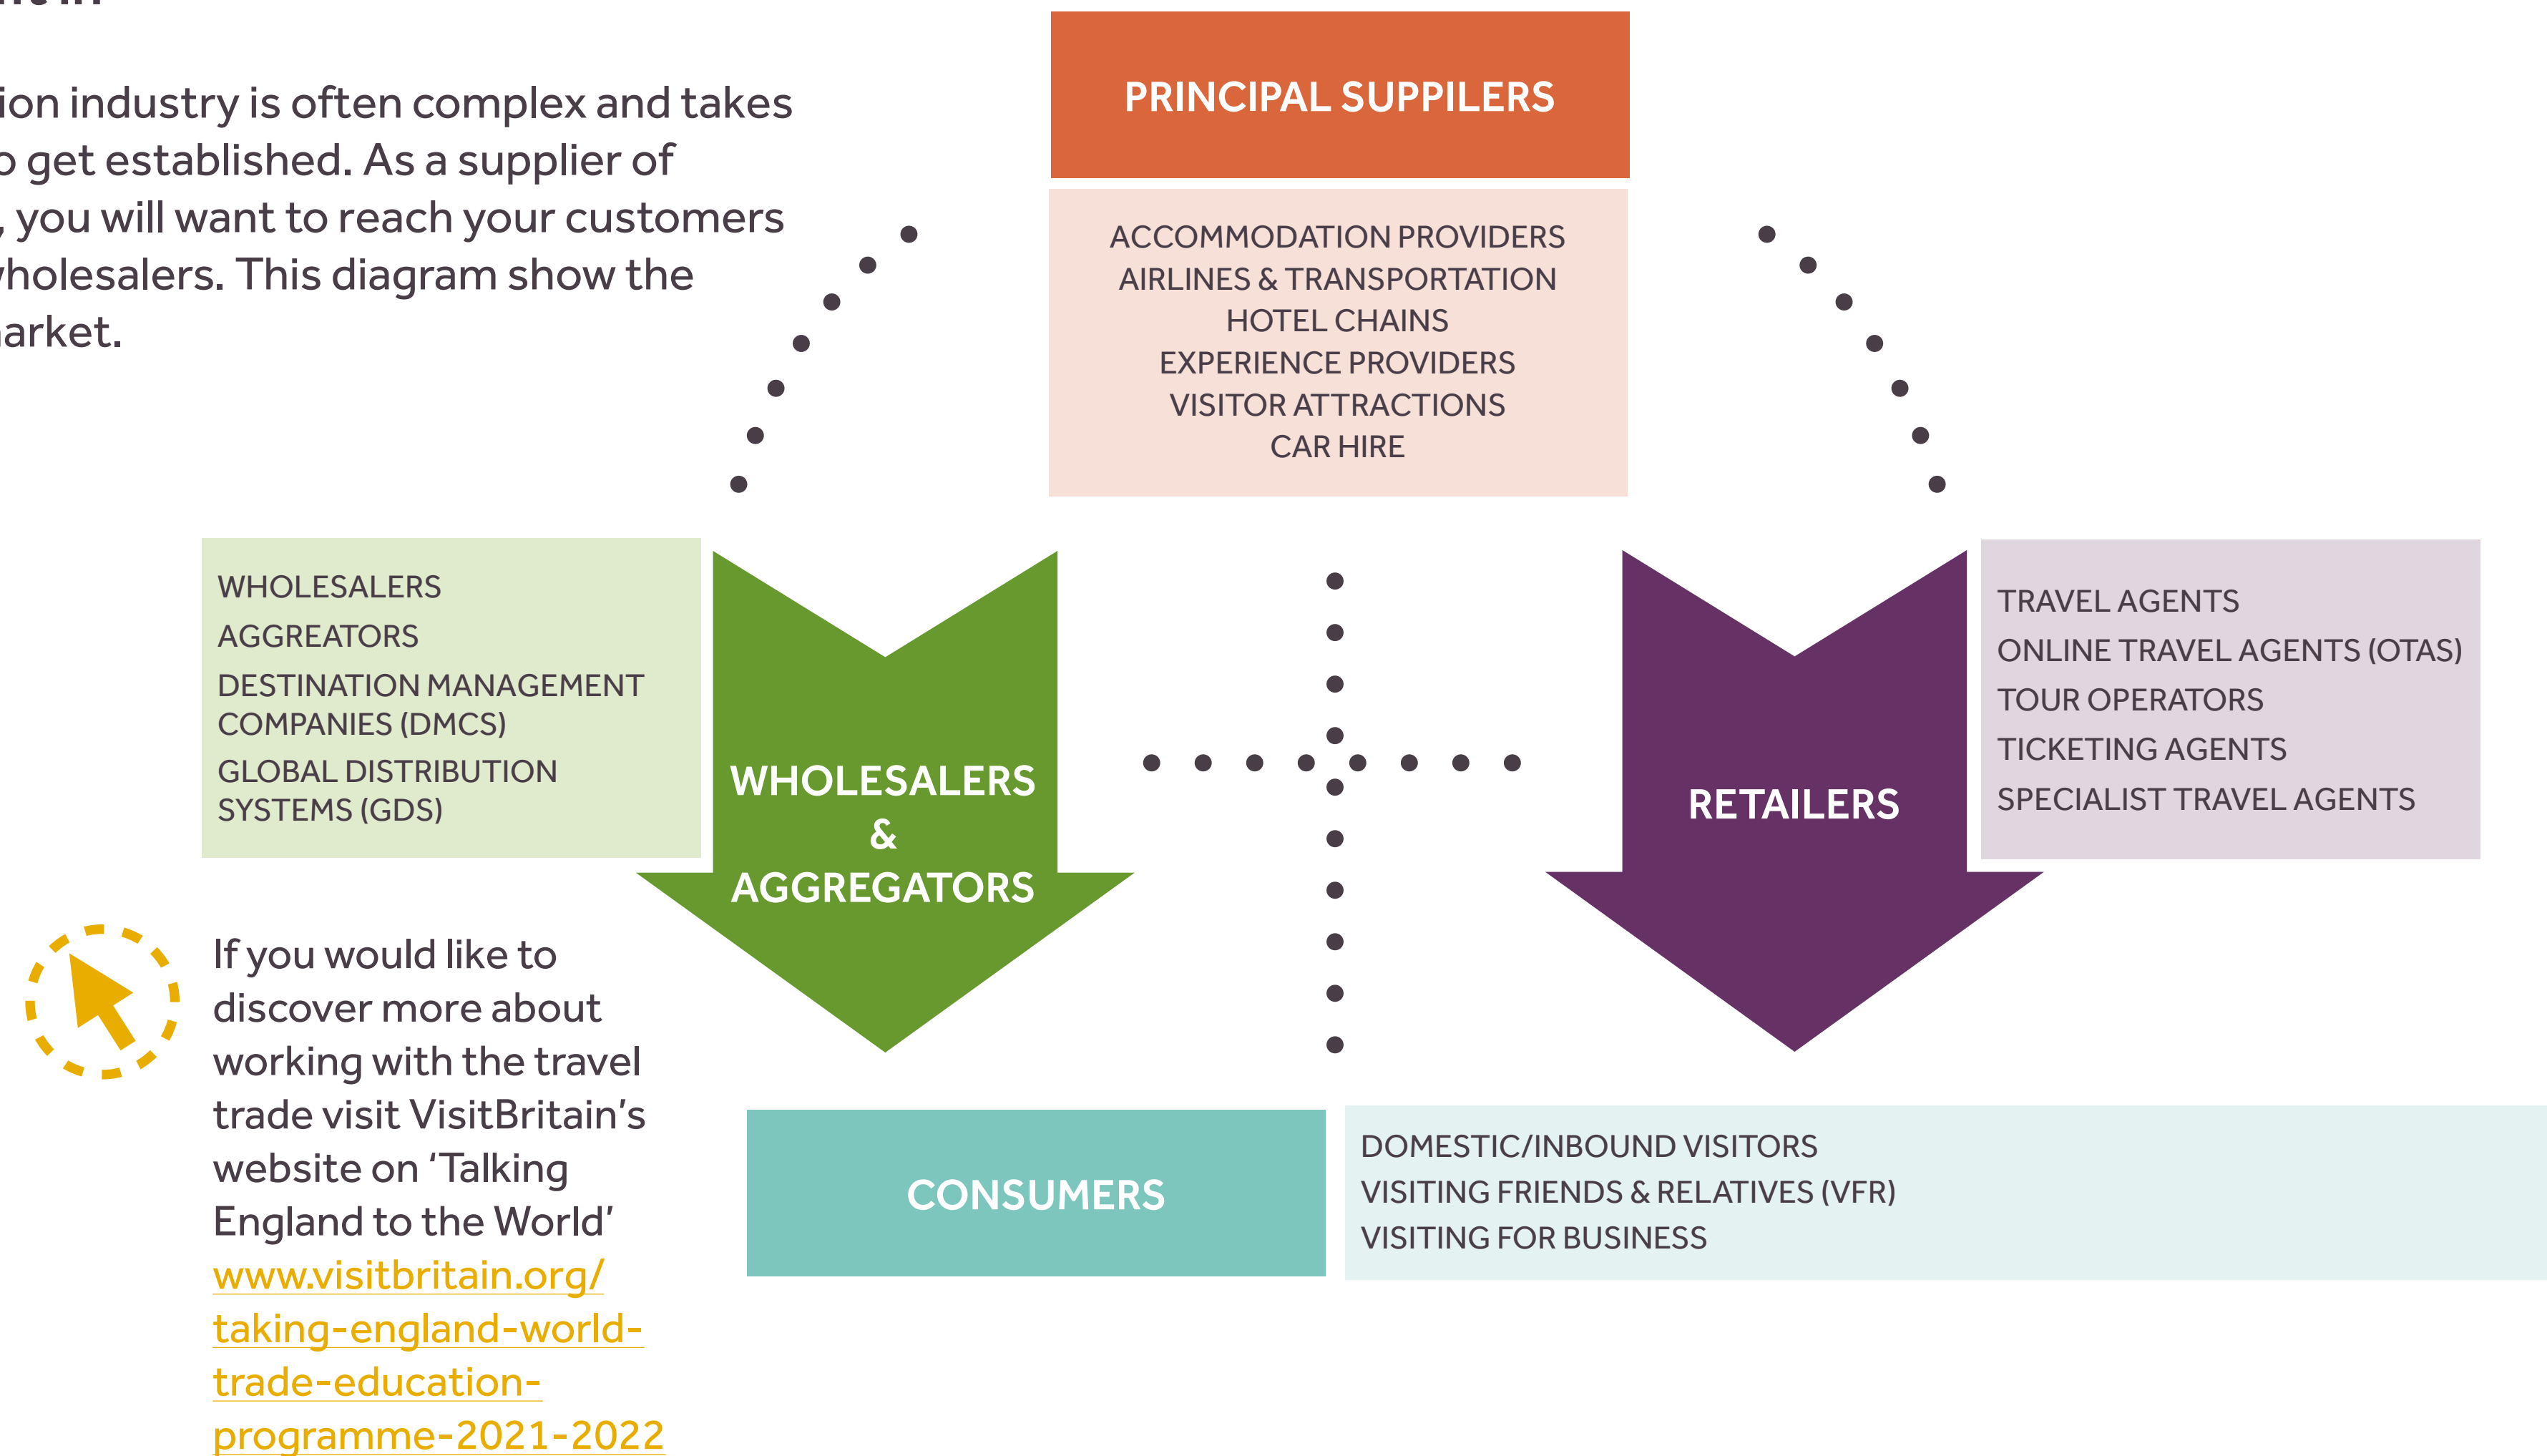 ion industry is often complex and takes
get established. As a supplier of
, you will want to reach your customers
wholesalers. This diagram show the
market.
PRINCIPAL SUPPILERS
ACCOMMODATION PROVIDERS
AIRLINES & TRANSPORTATION
HOTEL CHAINS
EXPERIENCE PROVIDERS
VISITOR ATTRACTIONS
CAR HIRE
WHOLESALERS
AGGREATORS
DESTINATION MANAGEMENT
COMPANIES (DMCS)
GLOBAL DISTRIBUTION
SYSTEMS (GDS)
WHOLESALERS
&
AGGREGATORS
RETAILERS
TRAVEL AGENTS
ONLINE TRAVEL AGENTS (OTAS)
TOUR OPERATORS
TICKETING AGENTS
SPECIALIST TRAVEL AGENTS
If you would like to
discover more about
working with the travel
trade visit VisitBritain’s
website on ‘Talking
England to the World’
www.visitbritain.org/
taking-england-world-
trade-education-
programme-2021-2022
CONSUMERS
DOMESTIC/INBOUND VISITORS
VISITING FRIENDS & RELATIVES (VFR)
VISITING FOR BUSINESS